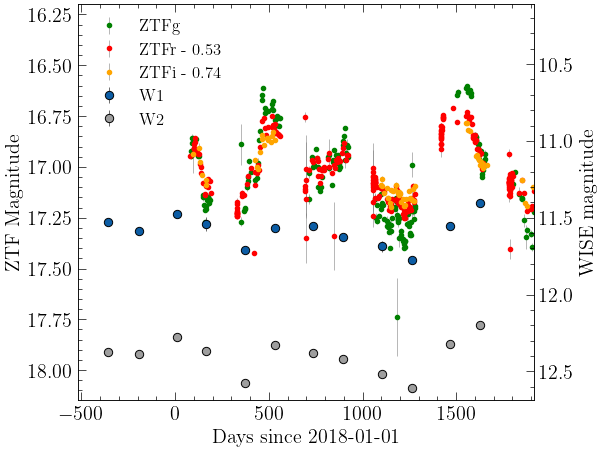 ZTFg
ZTFr - 0.53
ZTFi - 0.74
W1
W2
ZTF Magnitude
16.25
16.50
16.75
17.00
17.25
17.50
17.75
18.00
WISE magnitude
10.5
11.0
11.5
12.0
12.5
−500
0
500
1000
1500
Days since 2018-01-01